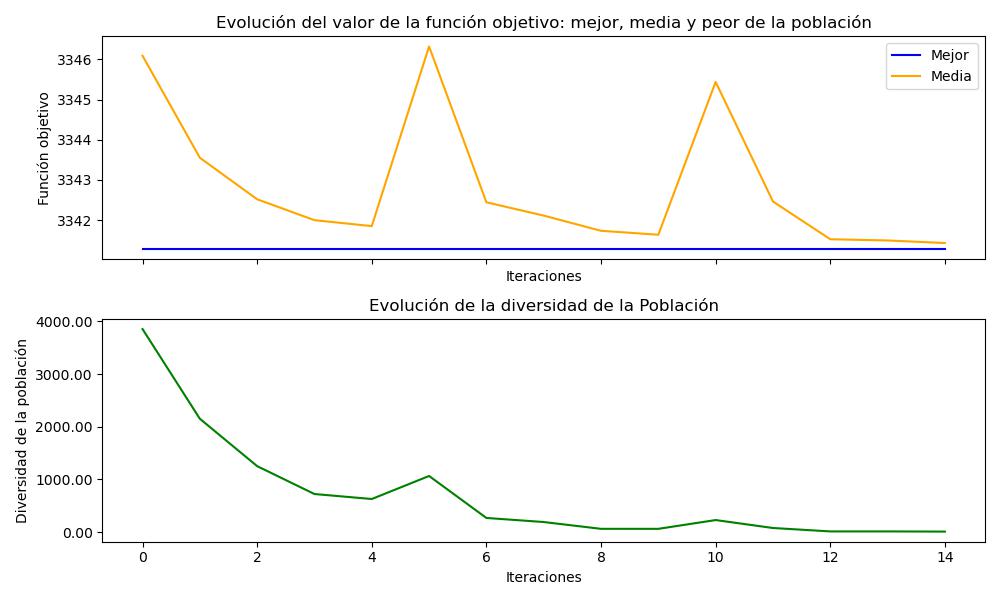 Evolución del valor de la función objetivo: mejor, media y peor de la población
Función objetivo
3346
3345
3344
3343
3342
Mejor
Media
Iteraciones
Evolución de la diversidad de la Población
Diversidad de la población
4000.00
3000.00
2000.00
1000.00
0.00
0 2 4 6 8 10 12 14
Iteraciones